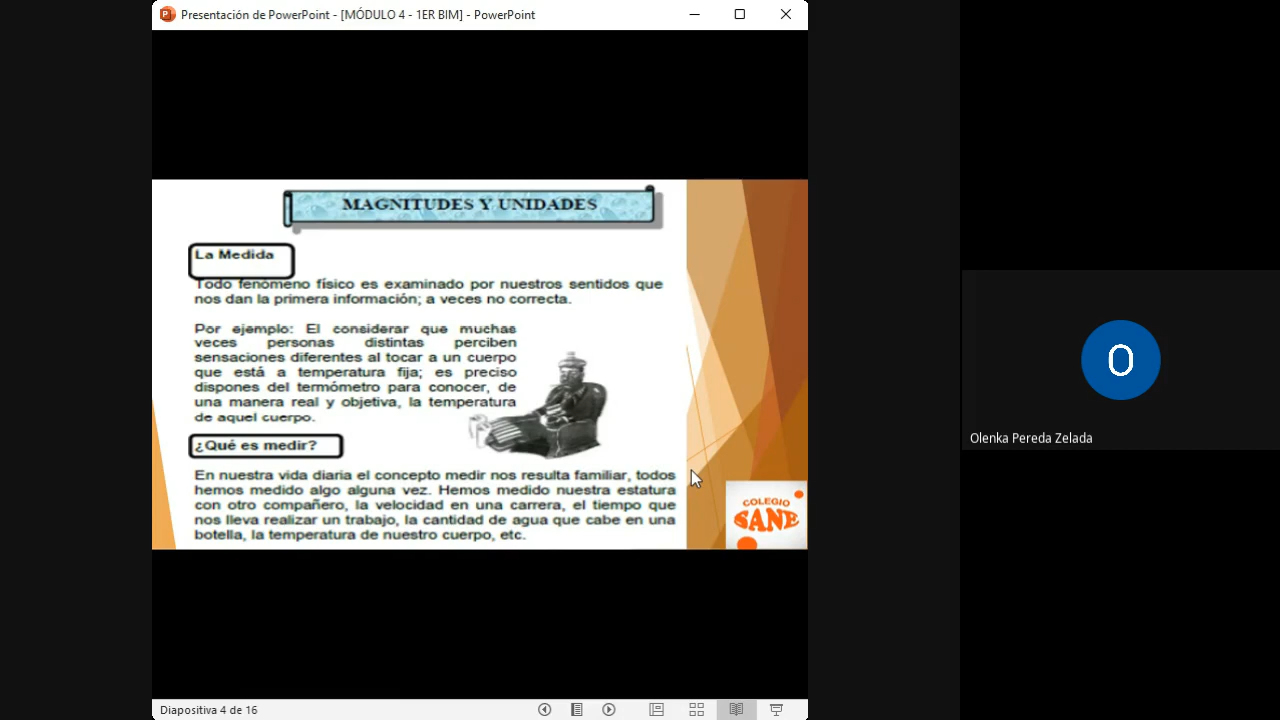 Presentación de PowerPoint - [MÓDULO 4 - 1ER BIM] - PowerPoint
MAGNITUDES Y UNIDADES
La Medida
Todo fenómeno físico es examinado por nuestros sentidos que
nos dan la primera información; a veces no correcta.
Por ejemplo: El considerar que muchas
veces personas distintas perciben
sensaciones diferentes al tocar a un cuerpo
que está a temperatura fija; es preciso
dispones del termómetro para conocer, de
una manera real y objetiva, la temperatura
de aquel cuerpo.
¿Qué es medir?
En nuestra vida diaria el concepto medir nos resulta familiar, todos
hemos medido algo alguna vez. Hemos medido nuestra estatura
con otro compañero, la velocidad en una carrera, el tiempo que
nos lleva realizar un trabajo, la cantidad de agua que cabe en una
botella, la temperatura de nuestro cuerpo, etc.
COLEGIO
SANE
Diapositiva 4 de 16
O
Olenka Pereda Zelada